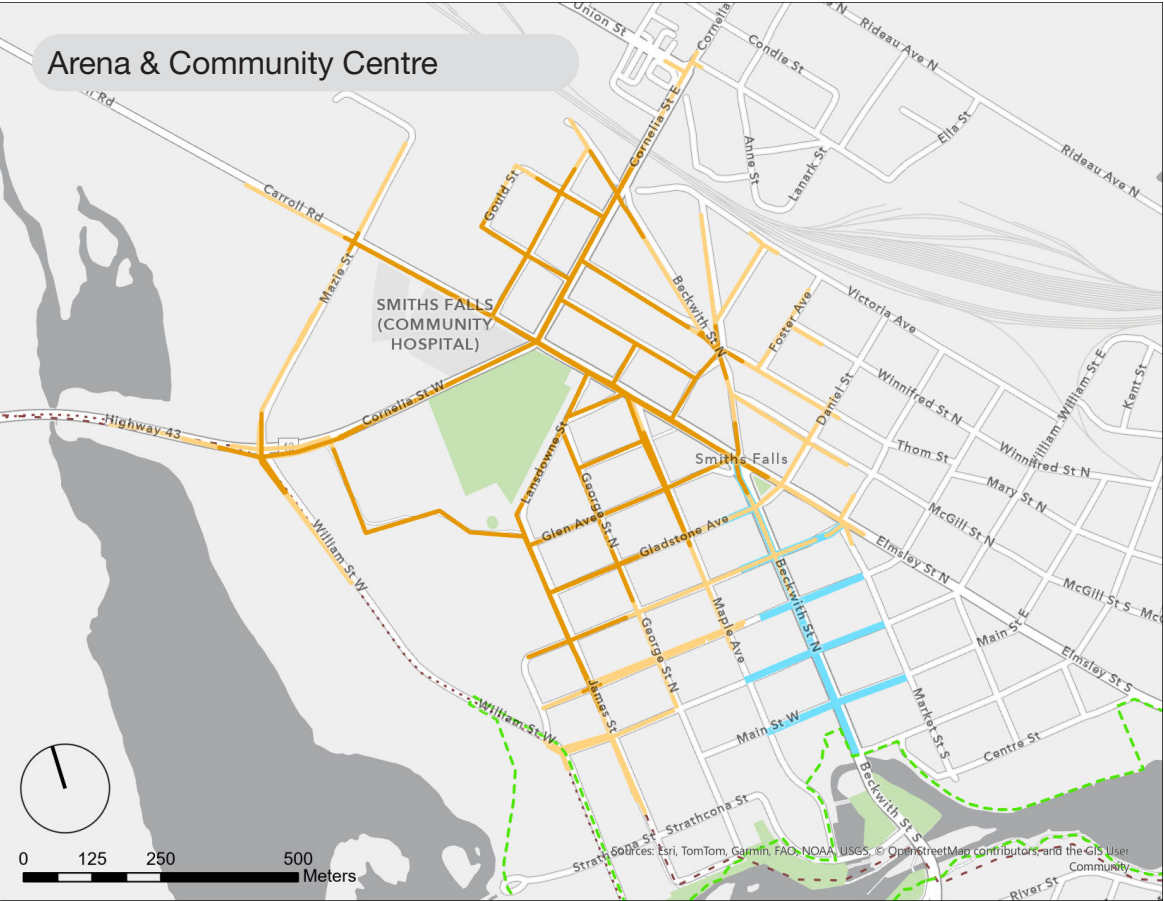 Arena & Community Centre
Union St
Cornelia
N
Rideau Ave N
Condie St
ll Rd
Cornelia St E
Anne St
Lanark St
Ella St
Rideau Ave N
Carroll Rd
Gould St
Mazie St
SMITHS FALLS
(COMMUNITY
HOSPITAL)
Beckwith St N
Foster Ave
Victoria Ave
Cornelia St W
Daniel St
Winnifred St N
William St E
Kent St
Highway 43
43
Lansdowne St
Smiths Falls
Thom St
Winnifred St N
George St N
Mary St N
Glen Ave
Gladstone Ave
McGill St N
Elmsley St N
William St W
Beckwith St N
McGill St S
McG
Maple Ave
George St N
Main St E
Elmsley St S
James St
William St W
Main St W
Market St S
Centre St
Beckwith St S
Strathcona St
Strathcona St
Sources: Esri, TomTom, Garmin, FAO, NOAA, USGS, © OpenStreetMap contributors, and the GIS User
Community
River St
0 125 250 500
Meters